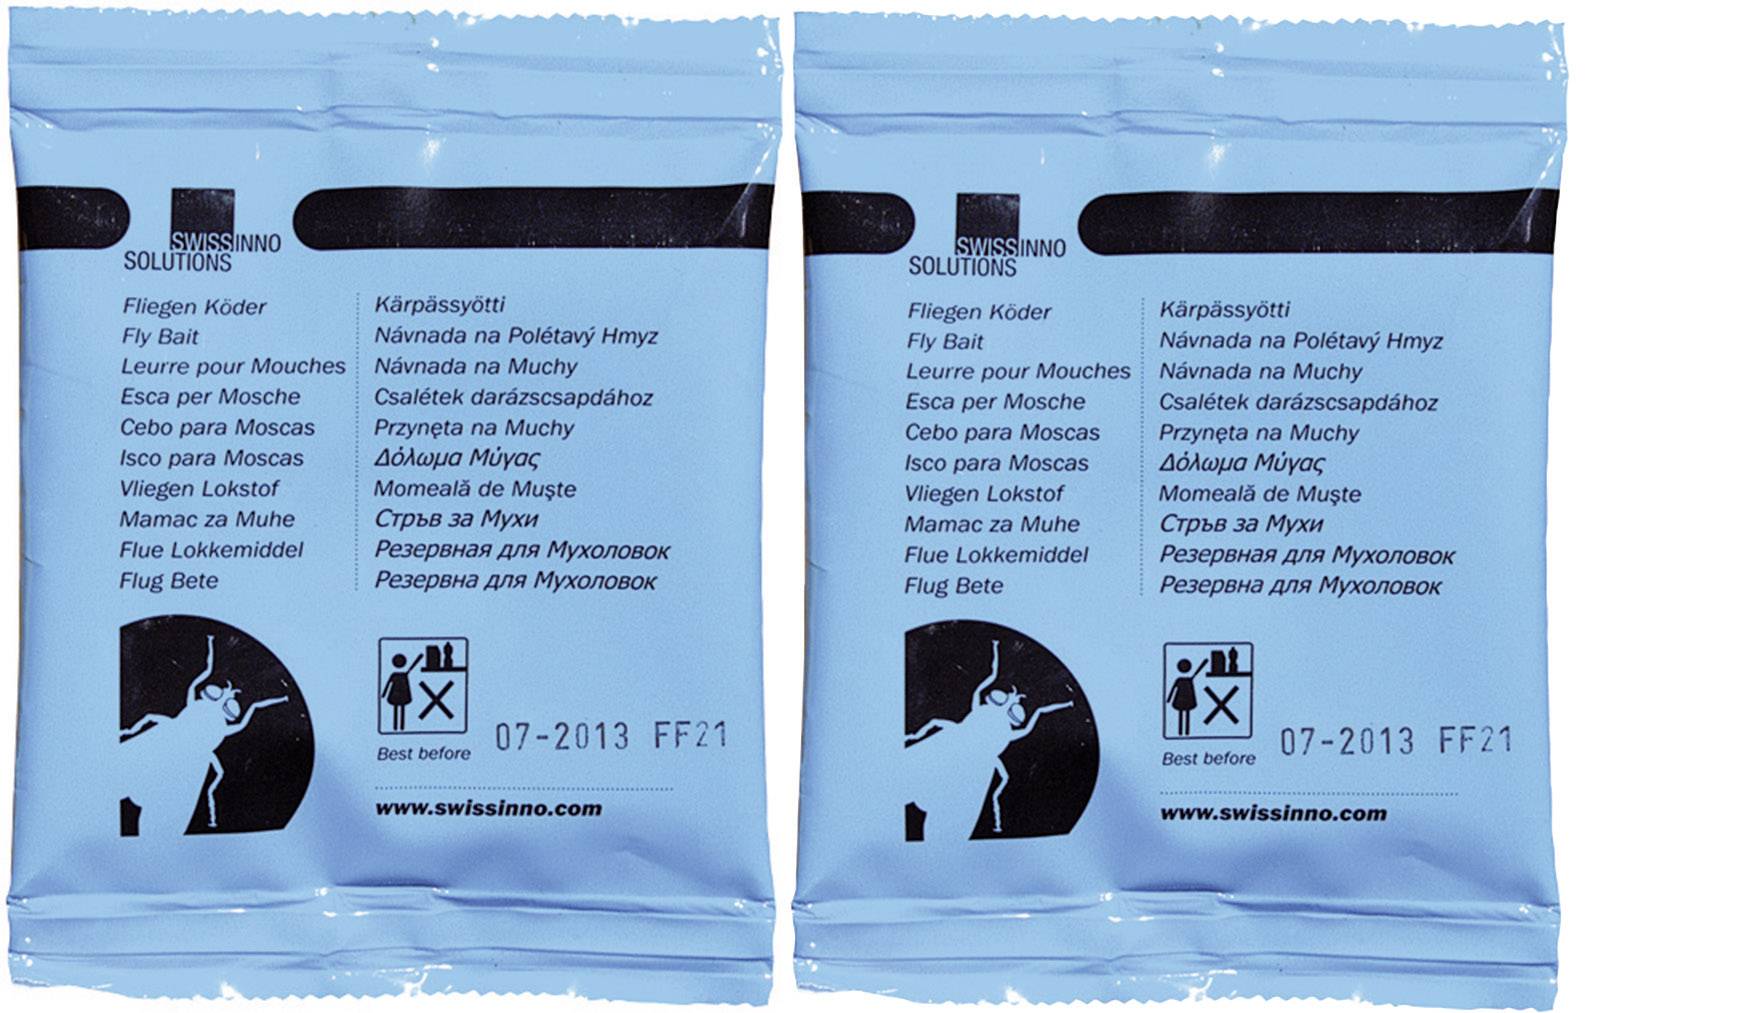 SWISSINNO
SOLUTIONS
Fliegen Köder
Fly Bait
Leurre pour Mouches
Esca per Mosche
Cebo para Moscas
Isco para Moscas
Vliegen Lokstof
Mamac za Muhe
Flue Lokkemiddel
Flug Bete
Kärpässyötti
Návnada na Polétavý Hmyz
Návnada na Muchy
Csalétek darázscsapdához
Przynęta na Muchy
Δόλωμα Μύγας
Momeală de Muşte
Стръв за Мухи
Резервная для Мухоловок
Резервна для Мухоловок
07-2013 FF21
Best before
www.swissinno.com
SWISSINNO
SOLUTIONS
Fliegen Köder
Fly Bait
Leurre pour Mouches
Esca per Mosche
Cebo para Moscas
Isco para Moscas
Vliegen Lokstof
Mamac za Muhe
Flue Lokkemiddel
Flug Bete
Kärpässyötti
Návnada na Polétavý Hmyz
Návnada na Muchy
Csalétek darázscsapdához
Przynęta na Muchy
Δόλωμα Μύγας
Momeală de Muşte
Стръв за Мухи
Резервная для Мухоловок
Резервна для Мухоловок
07-2013 FF21
Best before
www.swissinno.com